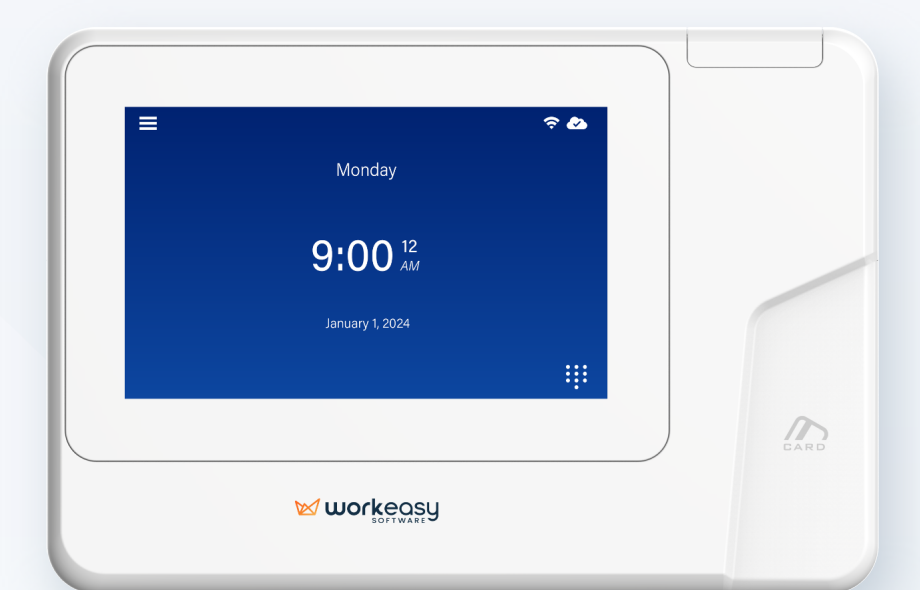 Monday
9:00 12
AM
January 1, 2024
CARD
workeasy
SOFTWARE